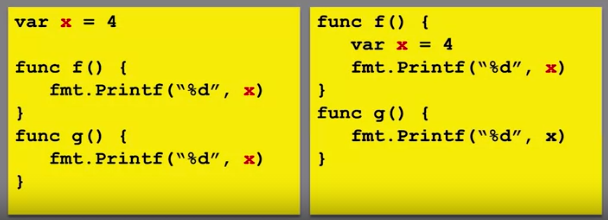 var x = 4
func f() {
fmt.Printf(“%d”, x)
}
func g() {
fmt.Printf(“%d”, x)
}
func f() {
var x = 4
fmt.Printf(“%d”, x)
}
func g() {
fmt.Printf(“%d”, x)
}